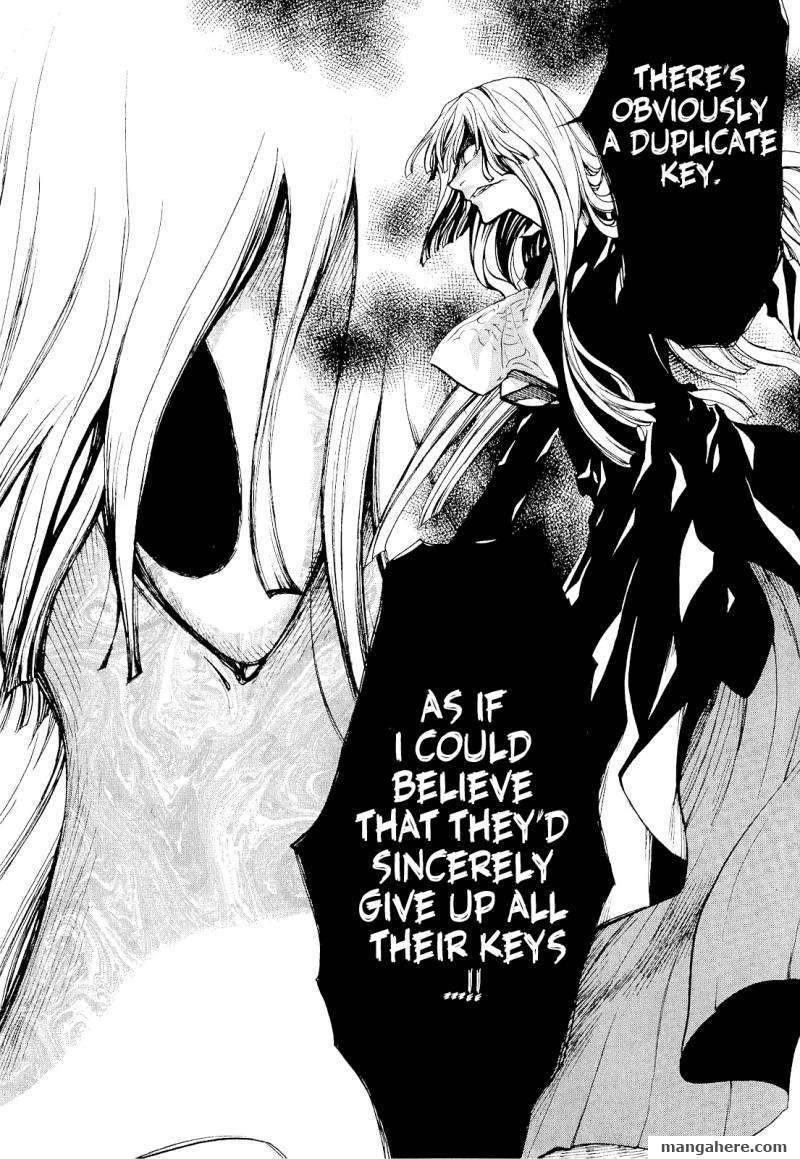 THERE'S
OBVIOUSLY
A DUPLICATE
KEY.
AS IF
I COULD
BELIEVE
THAT THEY'D
SINCERELY
GIVE UP ALL
THEIR KEYS
...!!
mangahere.com